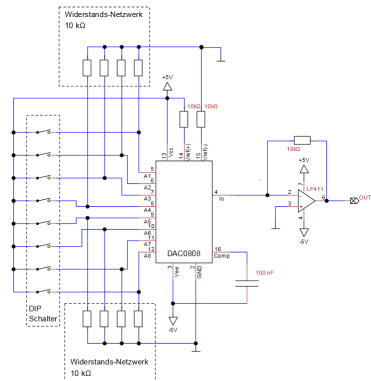 Widerstands-Netzwerk
10 kΩ
+5V
10kΩ 10kΩ
13 14 15
Vcc Vref(+) Vref(-)
5 A1
6 A2
7 A3
8 A4
9 A5
10 A6
11 A7
12 A8
4
Io
16
Comp
DAC0808
3 2
Vee GND
-5V
100 nF
10kΩ
+5V
7
LF411
2
3
6
4
-5V
OUT
DIP
Schalter
Widerstands-Netzwerk
10 kΩ